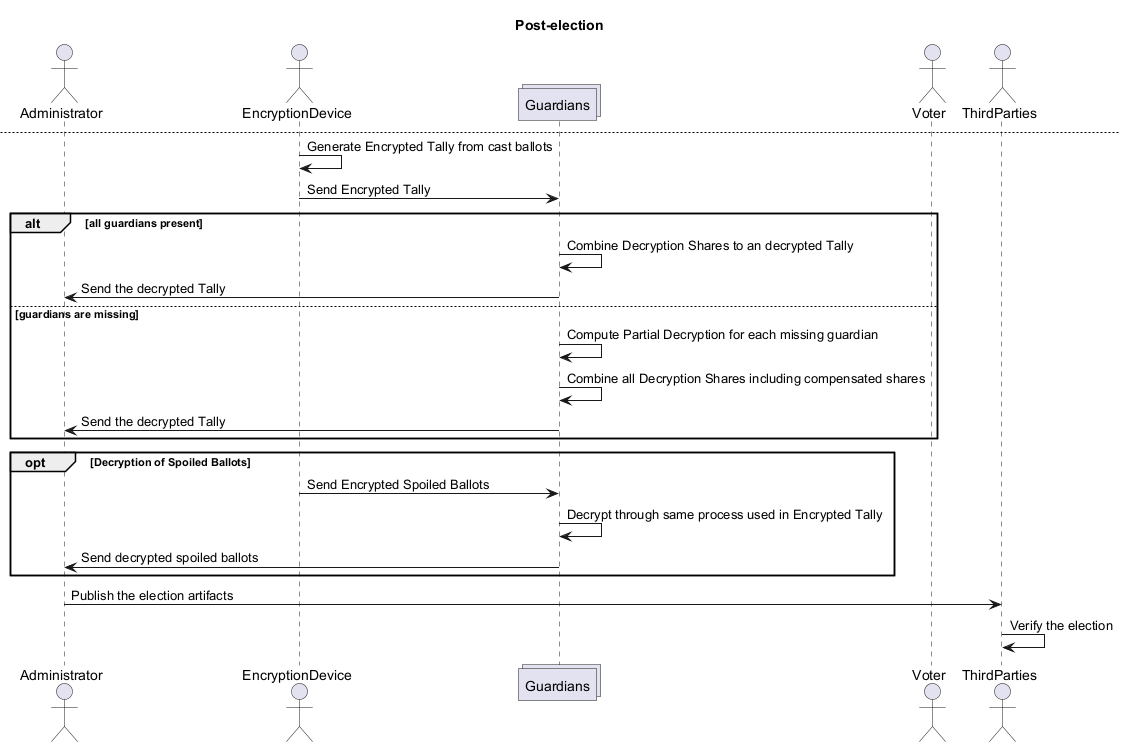 Post-election
Administrator
EncryptionDevice
Guardians
Voter
ThirdParties
Generate Encrypted Tally from cast ballots
Send Encrypted Tally
alt
[all guardians present]
Combine Decryption Shares to an decrypted Tally
Send the decrypted Tally
[guardians are missing]
Compute Partial Decryption for each missing guardian
Combine all Decryption Shares including compensated shares
Send the decrypted Tally
opt
[Decryption of Spoiled Ballots]
Send Encrypted Spoiled Ballots
Decrypt through same process used in Encrypted Tally
Send decrypted spoiled ballots
Publish the election artifacts
Verify the election
Administrator
EncryptionDevice
Guardians
Voter
ThirdParties